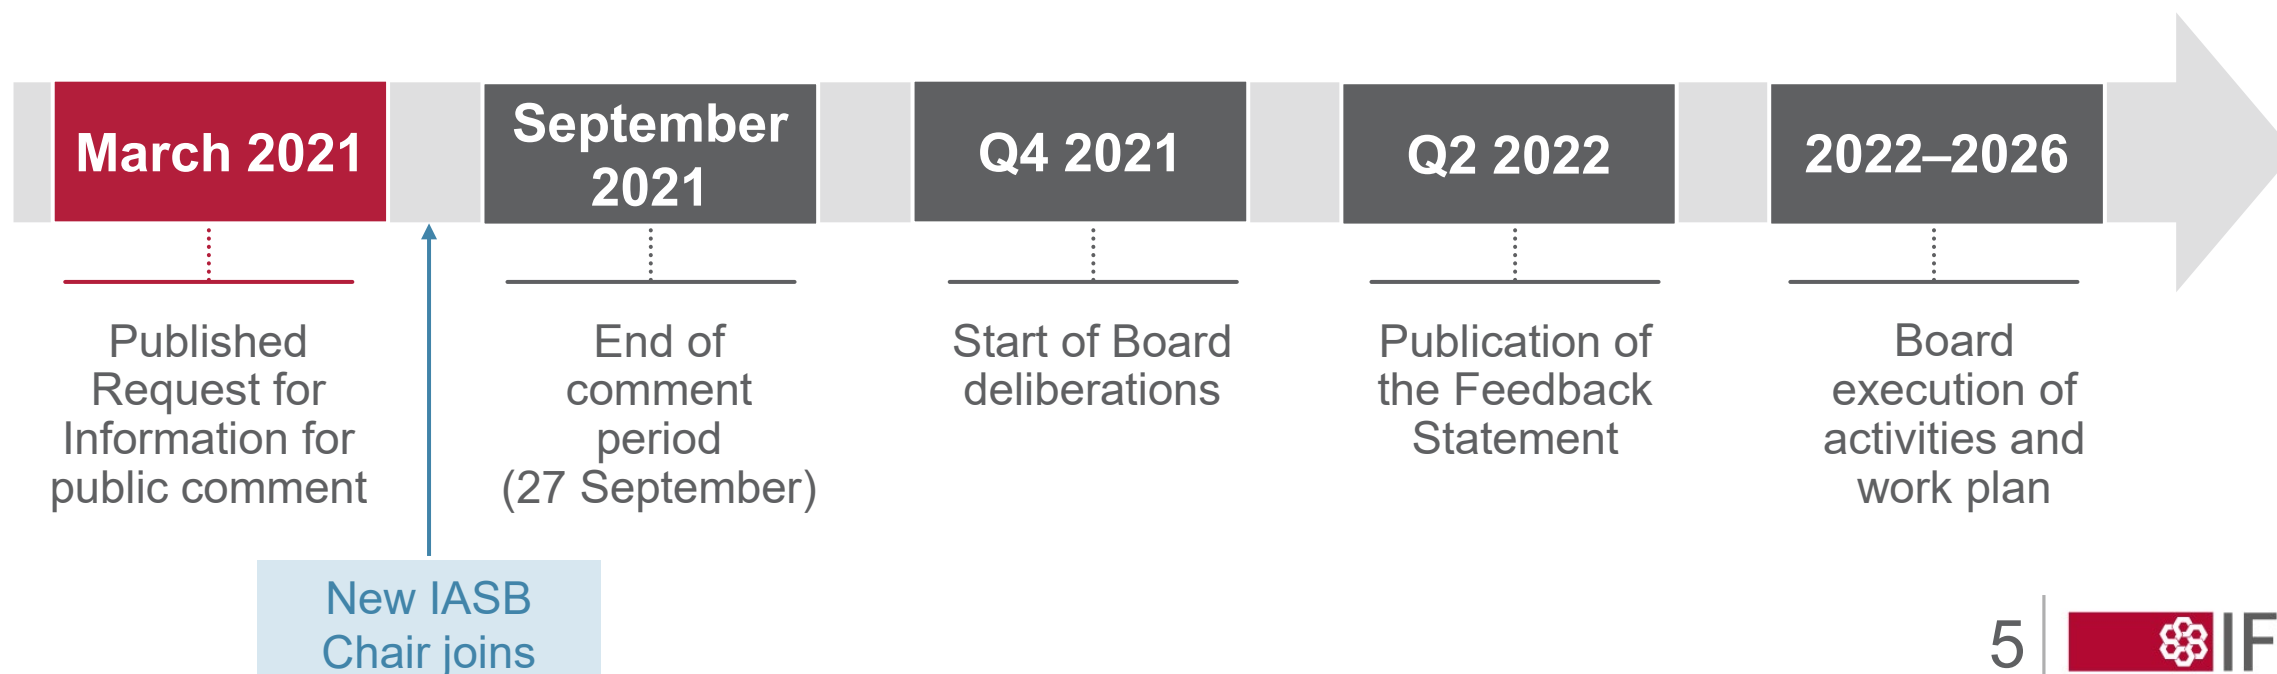 March 2021
September
2021
Q4 2021
Q2 2022
2022–2026
Published
Request for
Information for
public comment
End of
comment
period
(27 September)
Start of Board
deliberations
Publication of
the Feedback
Statement
Board
execution of
activities and
work plan
New IASB
Chair joins
5
IF